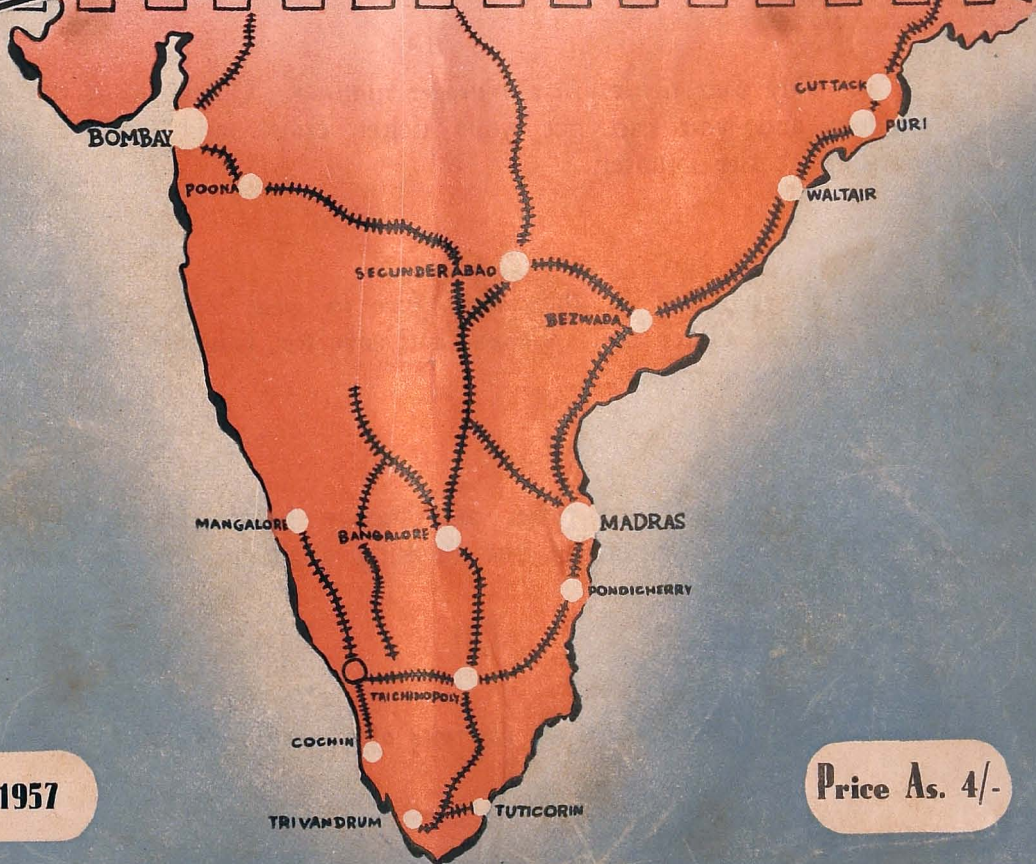 CUTTACK
PURI
BOMBAY
POONA
WALTAIR
SECUNDERABAD
BEZWADA
MANGALORE
BANGALORE
MADRAS
PONDICHERRY
TRICHINOPOLY
COCHIN
1957
Price As. 4/-
TRIVANDRUM
TUTICORIN